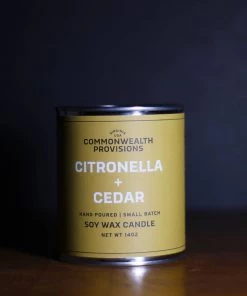 COMMONWEALTH
PROVISIONS
CITRONELLA
+
CEDAR
HAND POURED | SMALL BATCH
SOY WAX CANDLE
NET WT 14OZ